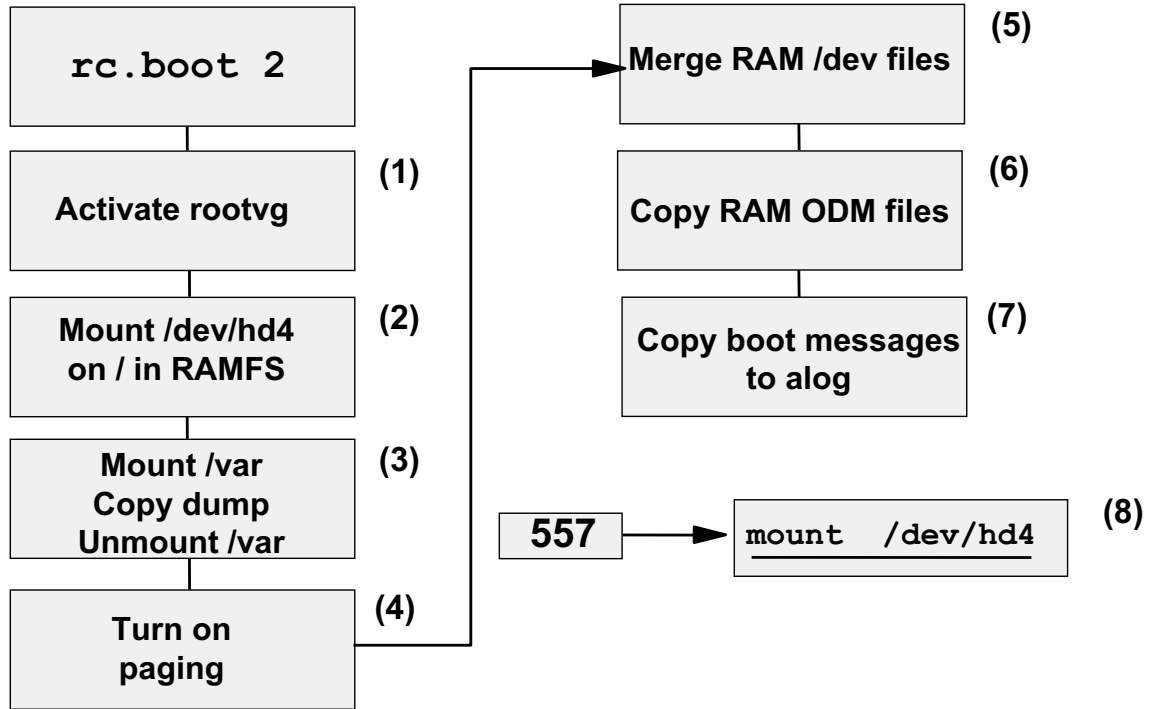 rc.boot 2
Activate rootvg
(1)
Mount /dev/hd4
on / in RAMFS
(2)
Mount /var
Copy dump
Unmount /var
(3)
Turn on
paging
(4)
Merge RAM /dev files
(5)
Copy RAM ODM files
(6)
Copy boot messages
to alog
(7)
557
mount /dev/hd4
(8)